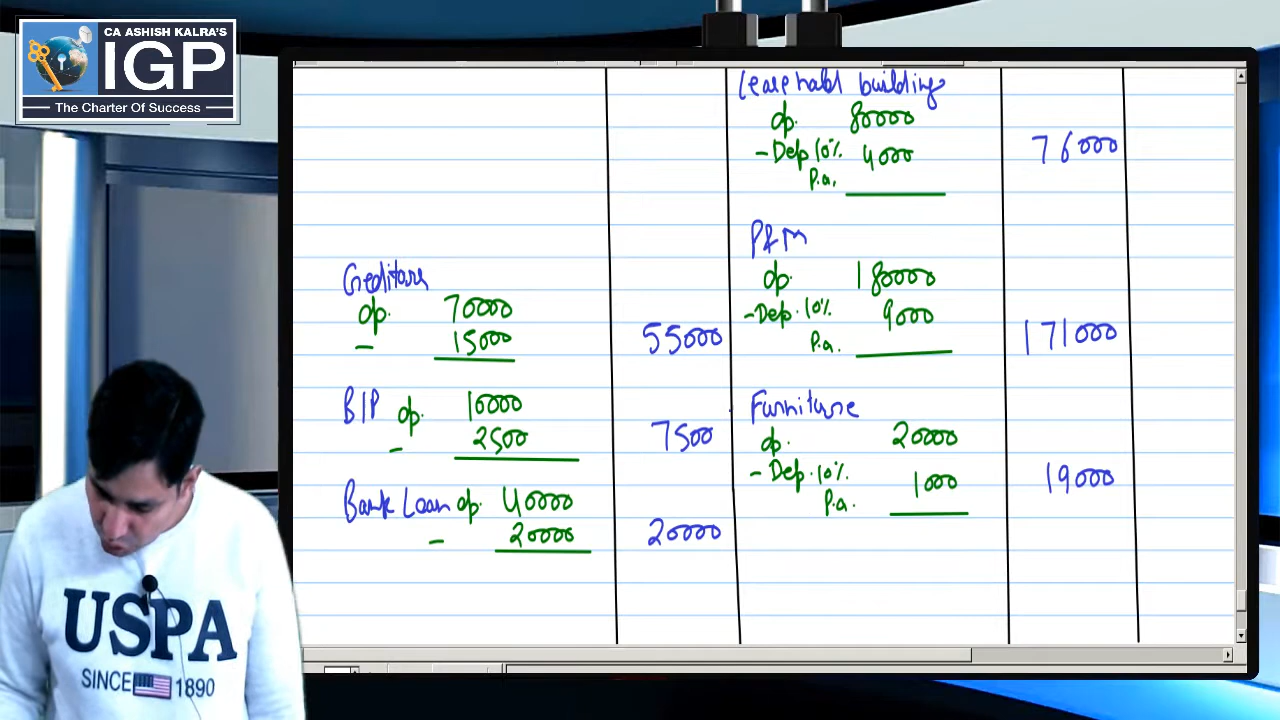 CA ASHISH KALRA'S
IGP
The Charter Of Success
Creditors
op. 70000
- 15000 55000
B/P op. 10000
- 2500 7500
Bank Loan op. 40000
- 20000 20000
Leasehold buildings
op. 80000
- Dep 10% 4000 76000
p.a.
P&M
op. 180000
- Dep. 10% 9000
p.a. 171000
Furniture
op. 20000
- Dep. 10% 1000 19000
p.a.
USPA
SINCE 1890